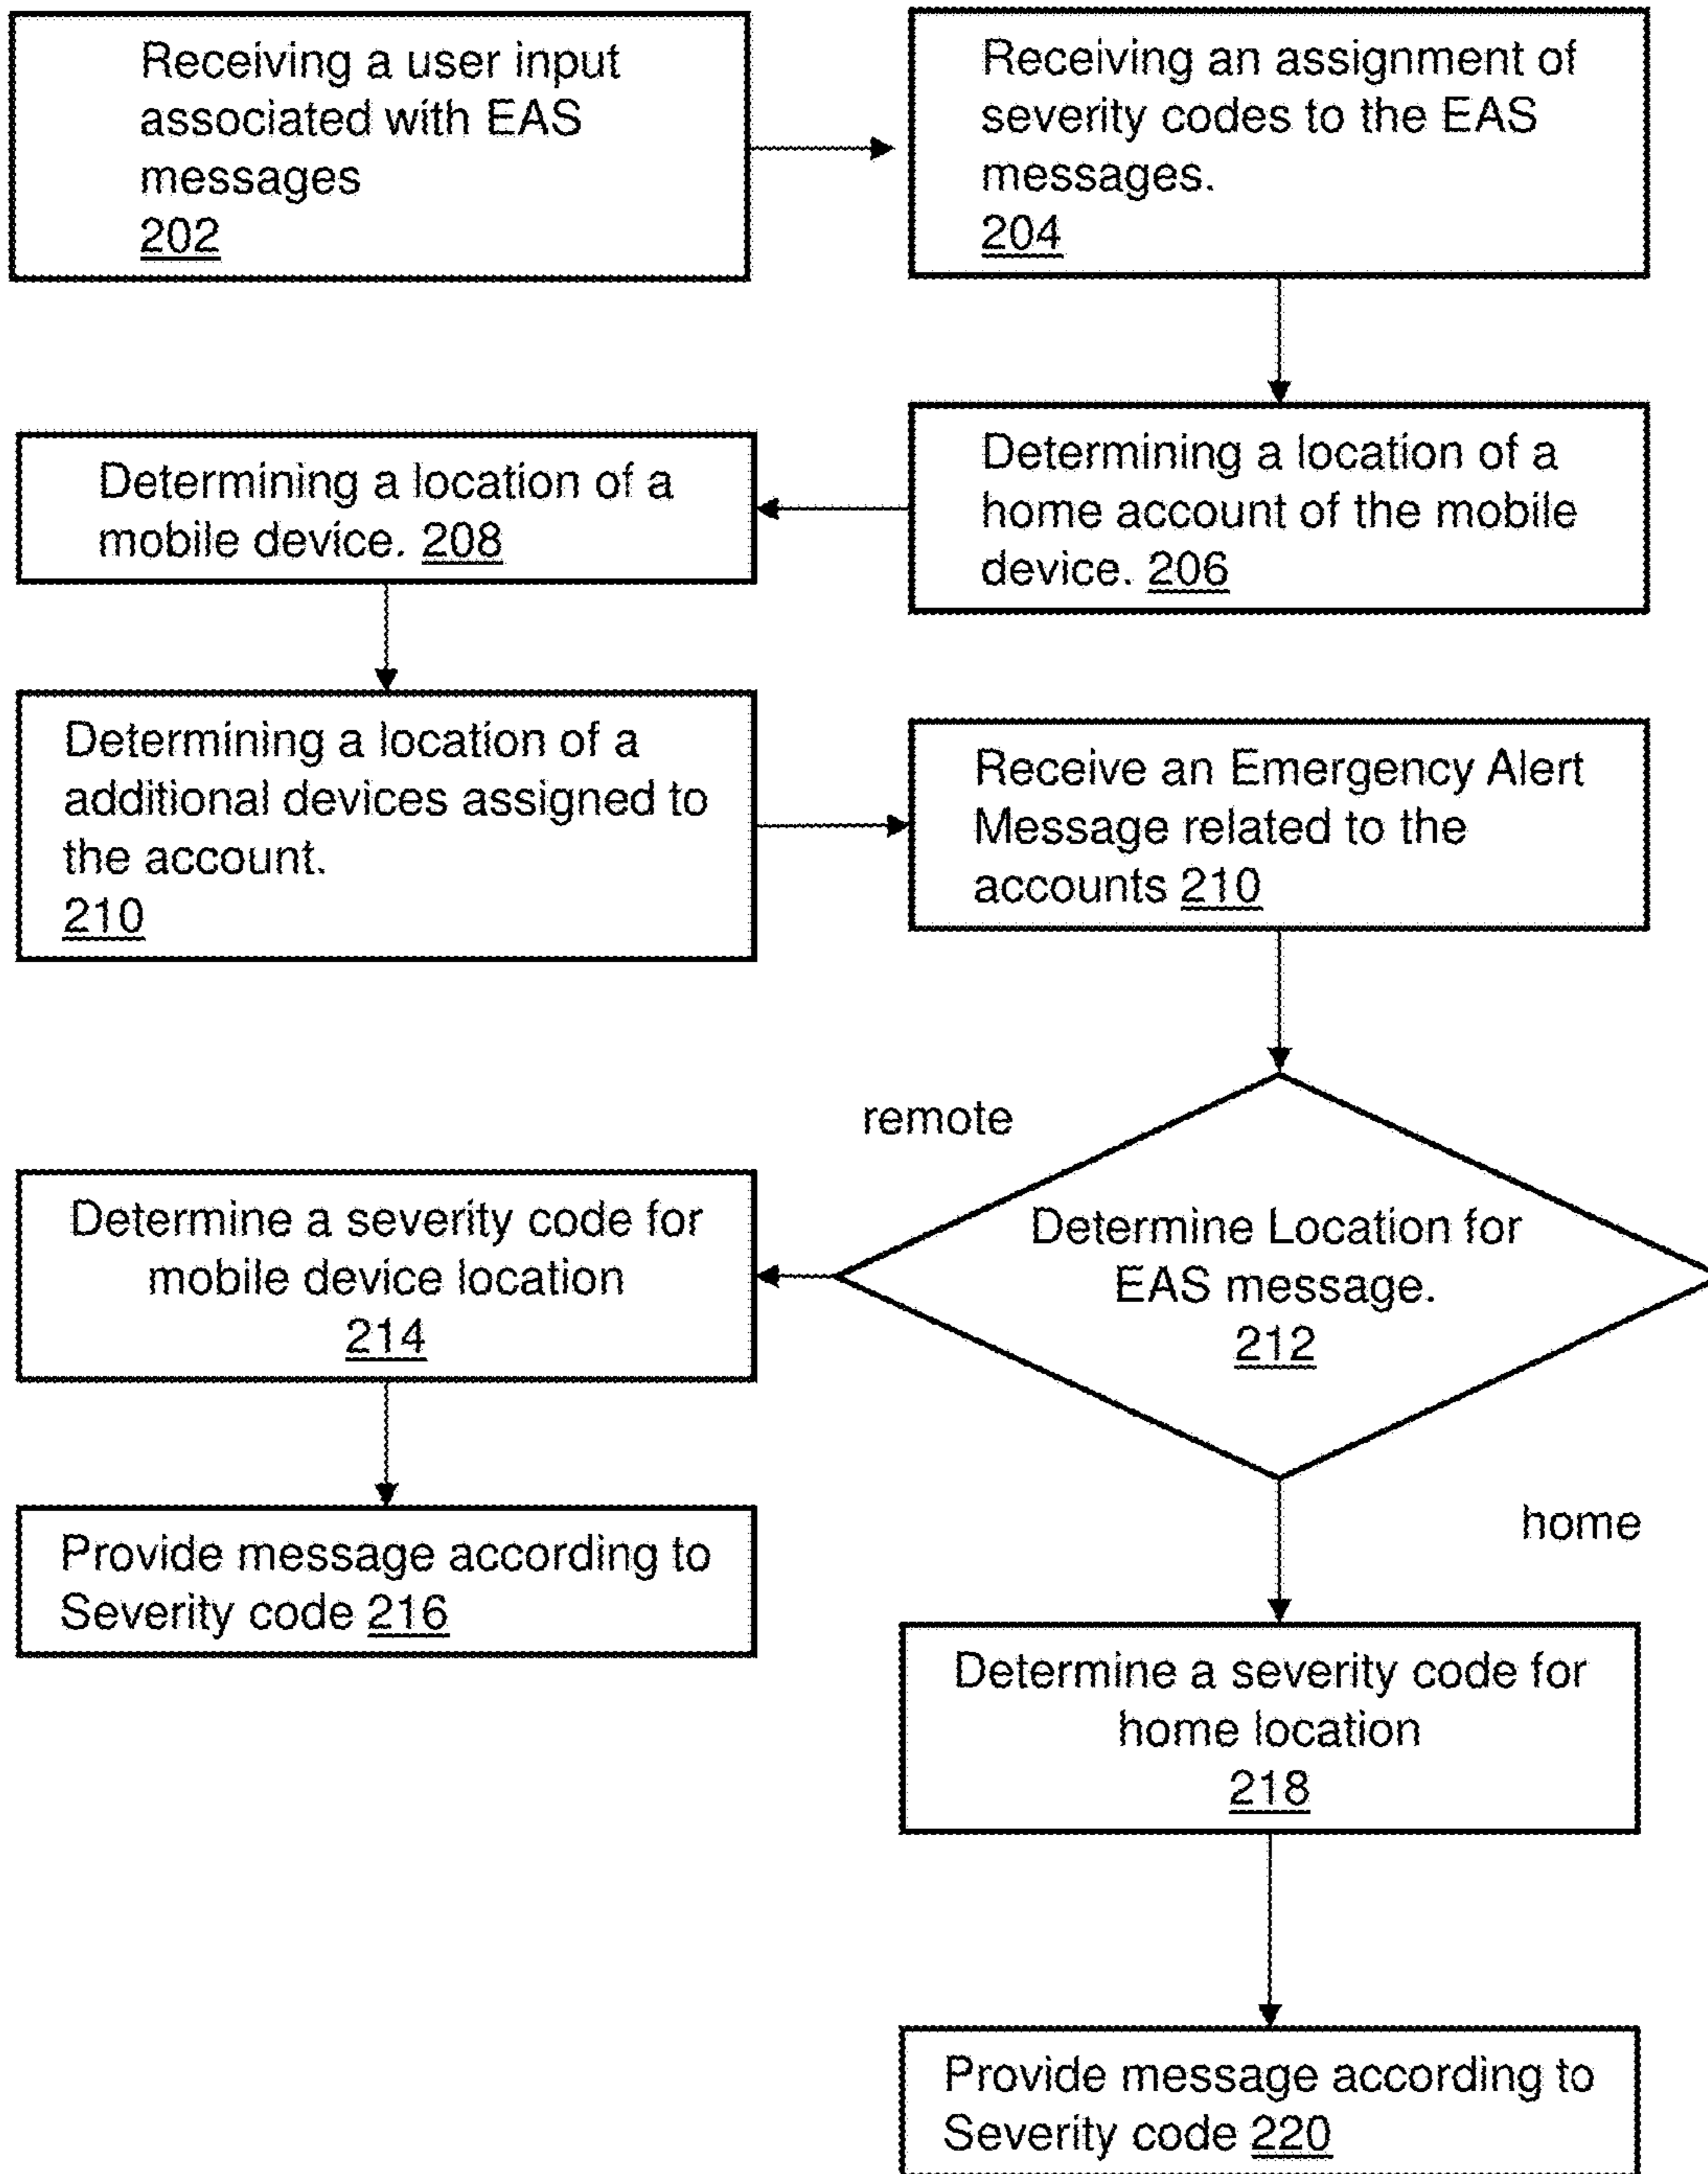 Receiving a user input
associated with EAS
messages
202
Receiving an assignment of
severity codes to the EAS
messages.
204
Determining a location of a
home account of the mobile
device. 206
Determining a location of a
mobile device. 208
Determining a location of a
additional devices assigned to
the account.
210
Receive an Emergency Alert
Message related to the
accounts 210
Determine Location for
EAS message.
212
remote
Determine a severity code for
mobile device location
214
Provide message according to
Severity code 216
home
Determine a severity code for
home location
218
Provide message according to
Severity code 220